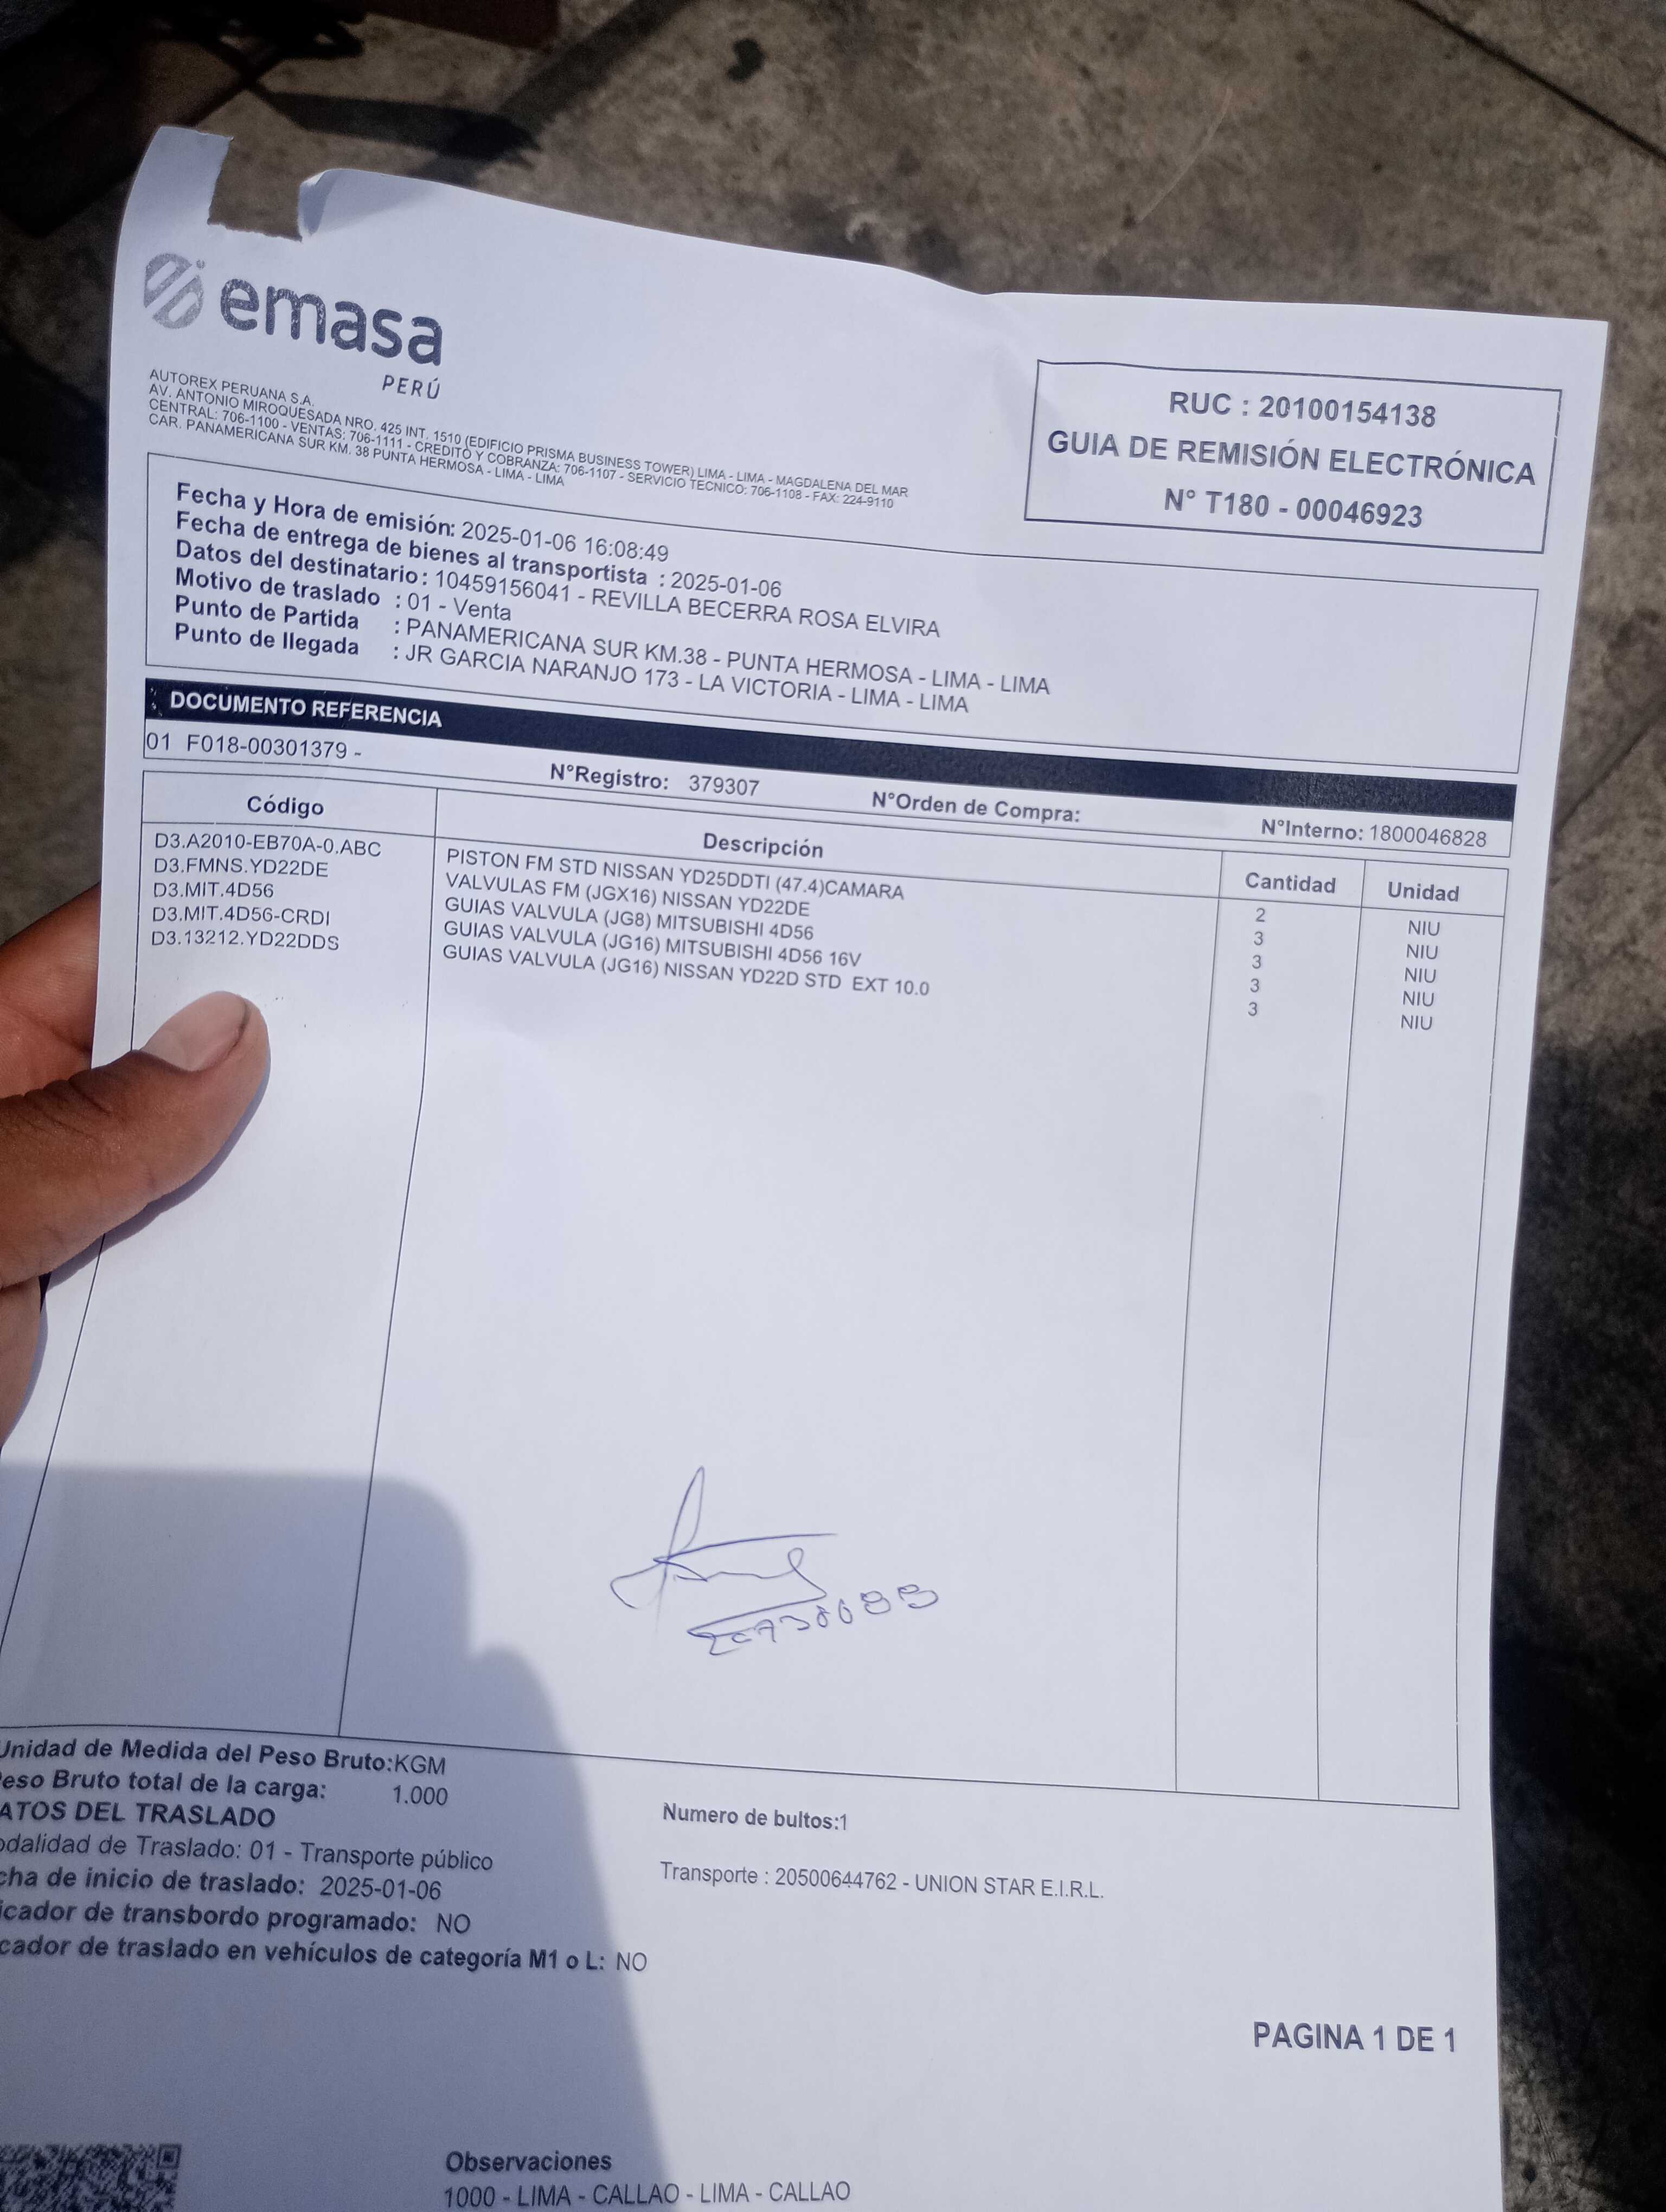 emasa
PERÚ
AUTOREX PERUANA S.A.
AV. ANTONIO MIROQUESADA NRO. 425 INT. 1510 (EDIFICIO PRISMA BUSINESS TOWER) LIMA - LIMA - MAGDALENA DEL MAR
CENTRAL: 706-1100 - VENTAS: 706-1111 - CREDITO Y COBRANZA: 706-1107 - SERVICIO TECNICO: 706-1108 - FAX: 224-9110
CAR. PANAMERICANA SUR KM. 38 PUNTA HERMOSA - LIMA - LIMA
RUC : 20100154138
GUIA DE REMISIÓN ELECTRÓNICA
N° T180 - 00046923
Fecha y Hora de emisión: 2025-01-06 16:08:49
Fecha de entrega de bienes al transportista : 2025-01-06
Datos del destinatario : 10459156041 - REVILLA BECERRA ROSA ELVIRA
Motivo de traslado : 01 - Venta
Punto de Partida : PANAMERICANA SUR KM.38 - PUNTA HERMOSA - LIMA - LIMA
Punto de llegada : JR GARCIA NARANJO 173 - LA VICTORIA - LIMA - LIMA
DOCUMENTO REFERENCIA
01 F018-00301379 - N°Registro: 379307 N°Orden de Compra: N°Interno: 1800046828
Código Descripción Cantidad Unidad
D3.A2010-EB70A-0.ABC PISTON FM STD NISSAN YD25DDTI (47.4)CAMARA 2 NIU
D3.FMNS.YD22DE VALVULAS FM (JGX16) NISSAN YD22DE 3 NIU
D3.MIT.4D56 GUIAS VALVULA (JG8) MITSUBISHI 4D56 3 NIU
D3.MIT.4D56-CRDI GUIAS VALVULA (JG16) MITSUBISHI 4D56 16V 3 NIU
D3.13212.YD22DDS GUIAS VALVULA (JG16) NISSAN YD22D STD EXT 10.0 3 NIU
Unidad de Medida del Peso Bruto:KGM
eso Bruto total de la carga: 1.000
Numero de bultos:1
ATOS DEL TRASLADO
odalidad de Traslado: 01 - Transporte público
Transporte : 20500644762 - UNION STAR E.I.R.L.
cha de inicio de traslado: 2025-01-06
icador de transbordo programado: NO
cador de traslado en vehículos de categoría M1 o L: NO
PAGINA 1 DE 1
Observaciones
1000 - LIMA - CALLAO - LIMA - CALLAO